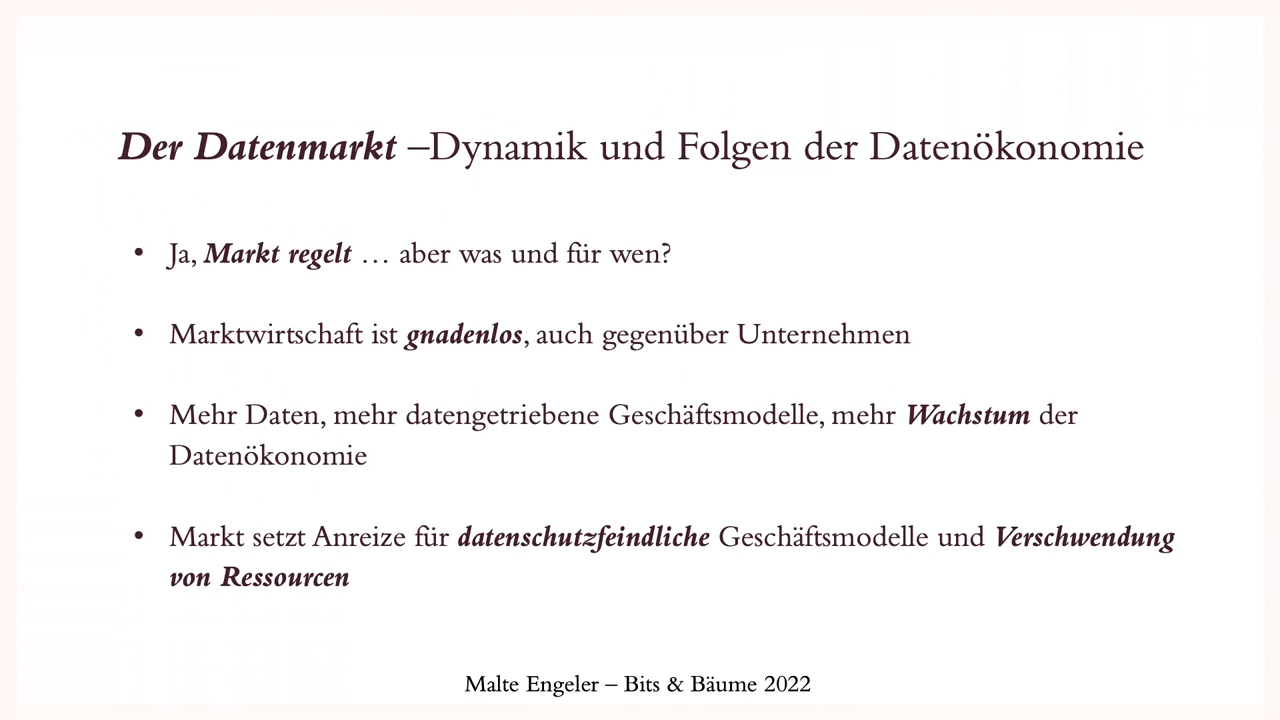 Der Datenmarkt –Dynamik und Folgen der Datenökonomie
• Ja, Markt regelt … aber was und für wen?
• Marktwirtschaft ist gnadenlos, auch gegenüber Unternehmen
• Mehr Daten, mehr datengetriebene Geschäftsmodelle, mehr Wachstum der
Datenökonomie
• Markt setzt Anreize für datenschutzfeindliche Geschäftsmodelle und Verschwendung
von Ressourcen
Malte Engeler – Bits & Bäume 2022